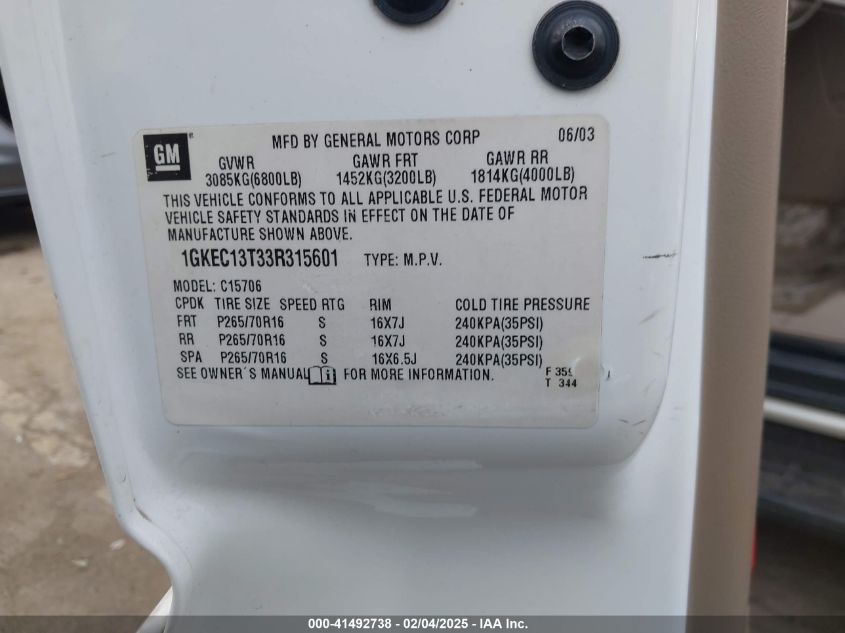 GM
MFD BY GENERAL MOTORS CORP 06/03
GVWR GAWR FRT GAWR RR
3085KG(6800LB) 1452KG(3200LB) 1814KG(4000LB)
THIS VEHICLE CONFORMS TO ALL APPLICABLE U.S. FEDERAL MOTOR
VEHICLE SAFETY STANDARDS IN EFFECT ON THE DATE OF
MANUFACTURE SHOWN ABOVE.
1GKEC13T33R315601 TYPE: M.P.V.
MODEL: C15706
CPDK TIRE SIZE SPEED RTG RIM COLD TIRE PRESSURE
FRT P265/70R16 S 16X7J 240KPA(35PSI)
RR P265/70R16 S 16X7J 240KPA(35PSI)
SPA P265/70R16 S 16X6.5J 240KPA(35PSI)
SEE OWNER'S MANUAL i FOR MORE INFORMATION.
F
T 344
000-41492738 - 02/04/2025 - IAA Inc.